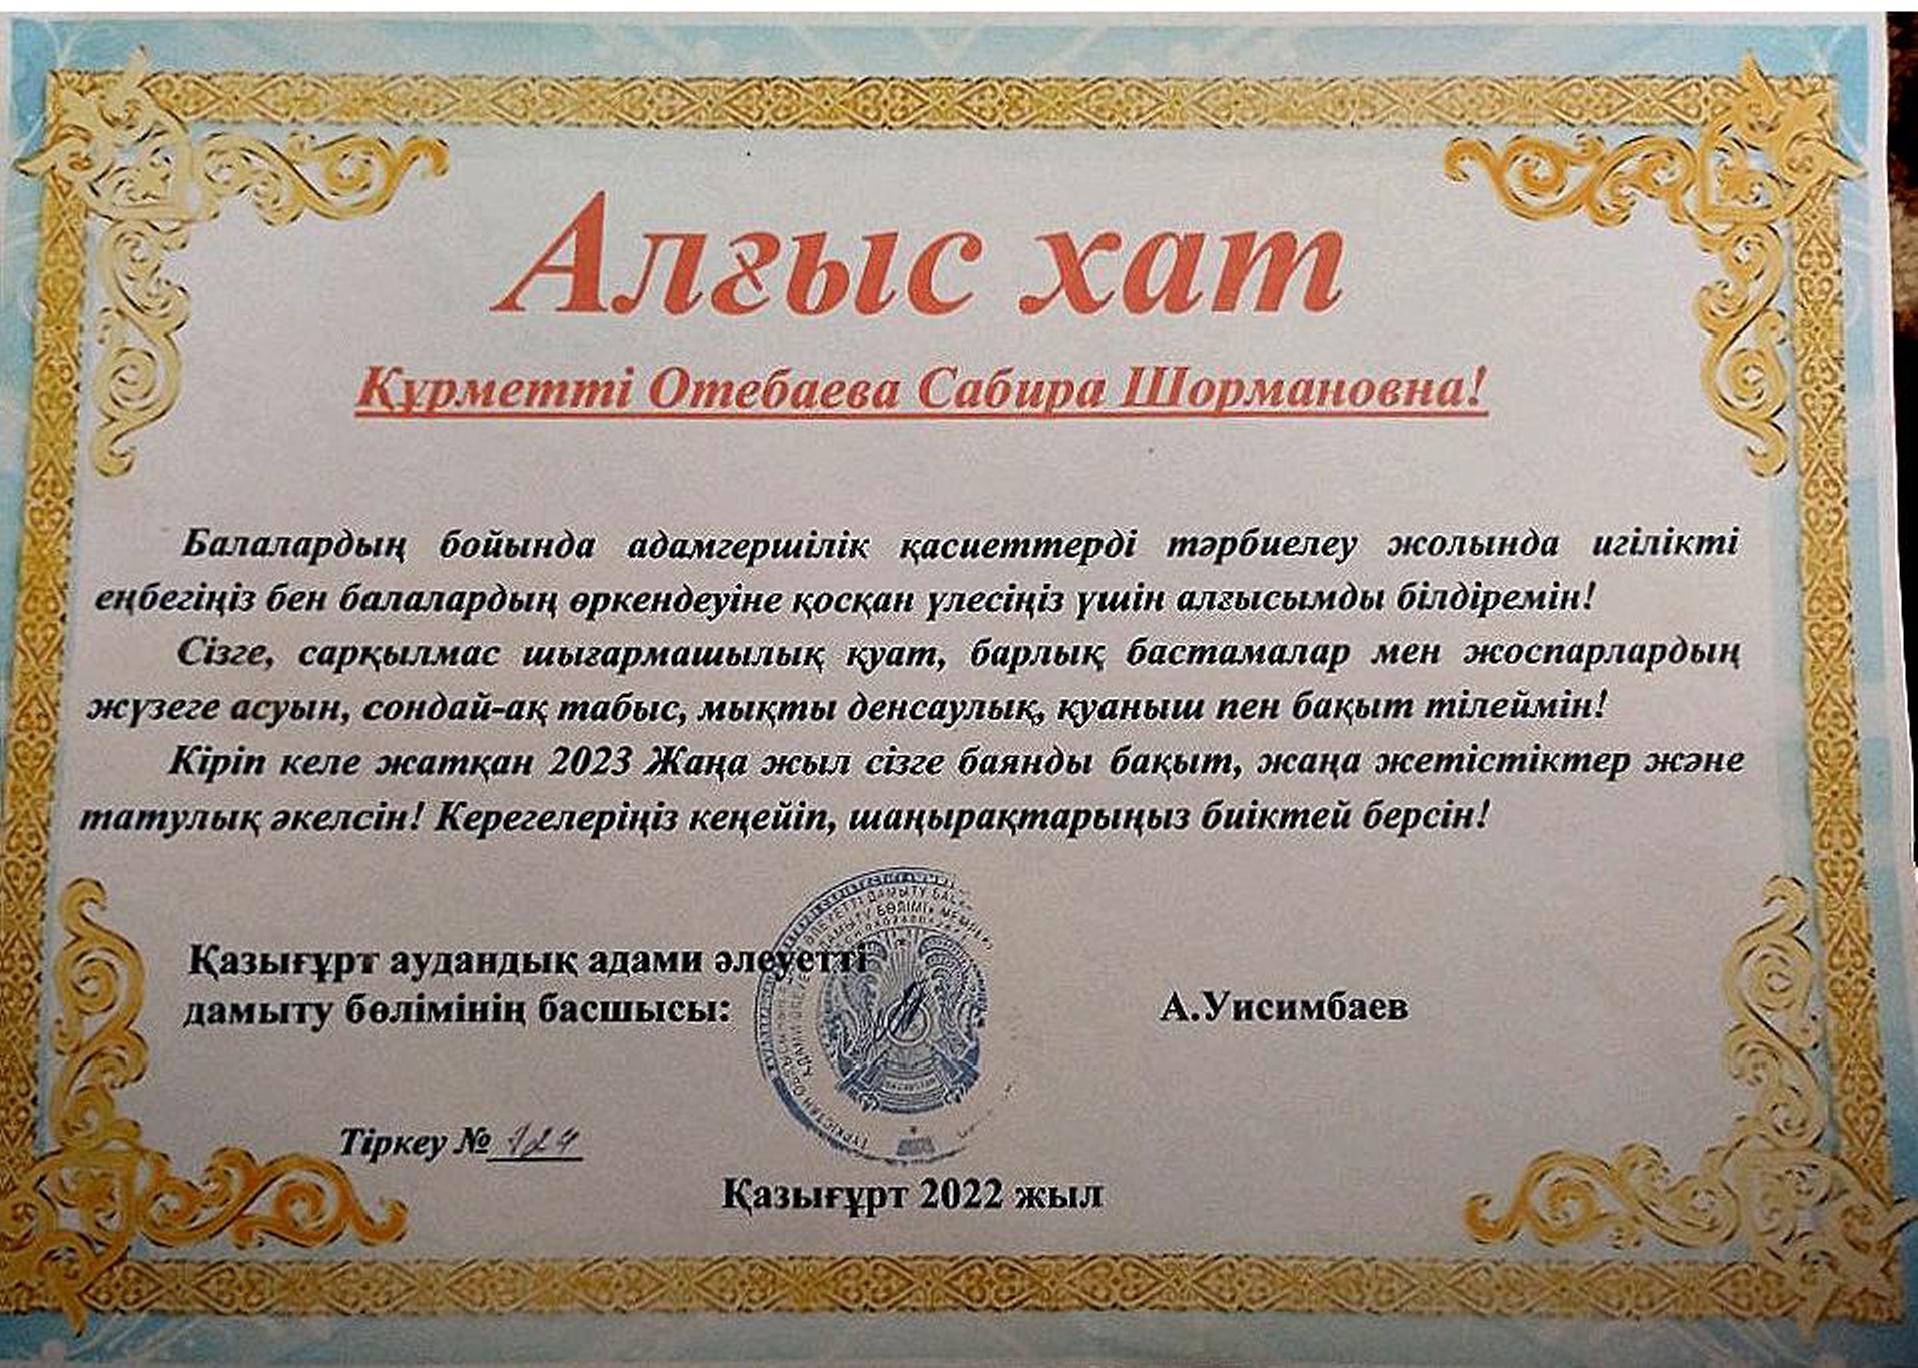 Алғыс хат
Құрметті Отебаева Сабира Шормановна!
Балалардың бойында адамгершілік қасиеттерді тәрбиелеу жолында игілікті
еңбегіңіз бен балалардың өркендеуіне қосқан үлесіңіз үшін алғысымды білдіремін!
Сізге, сарқылмас шығармашылық қуат, барлық бастамалар мен жоспарлардың
жүзеге асуын, сондай-ақ табыс, мықты денсаулық, қуаныш пен бақыт тілеймін!
Кіріп келе жатқан 2023 Жаңа жыл сізге баянды бақыт, жаңа жетістіктер және
татулық әкелсін! Керегелеріңіз кеңейіп, шаңырақтарыңыз биіктей берсін!
Қазығұрт аудандық адами әлеуетті
дамыту бөлімінің басшысы:
А.Уисимбаев
Тіркеу № 124
Қазығұрт 2022 жыл